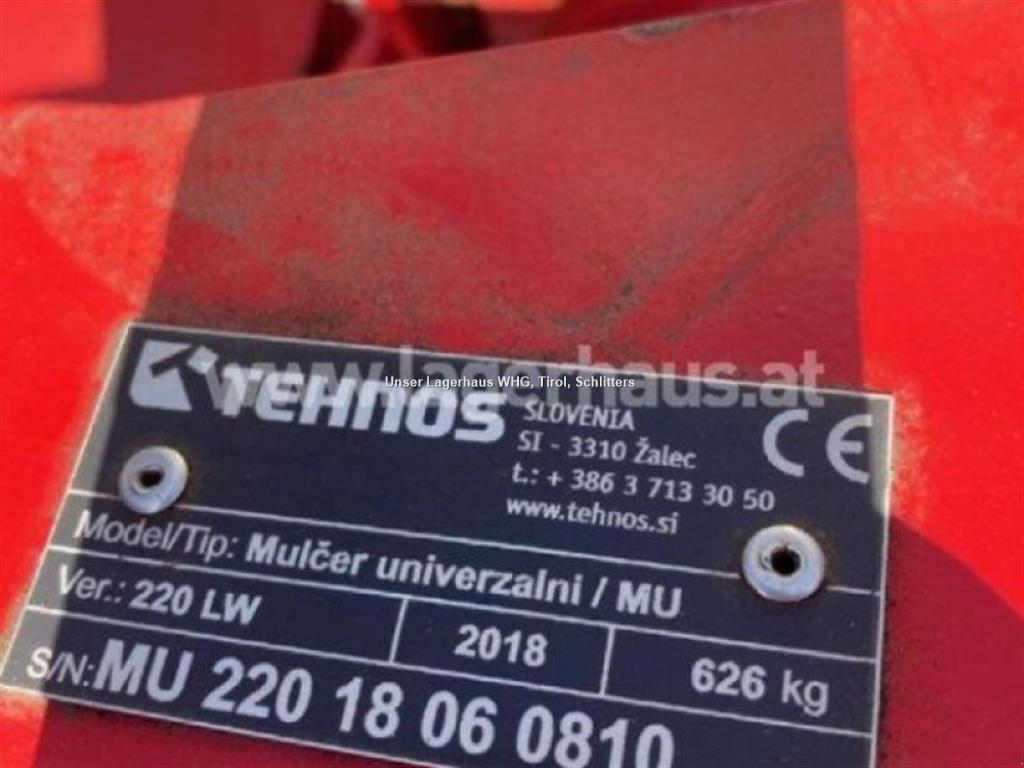 www.lagerhaus.at
Unser Lagerhaus WHG, Tirol, Schlitters
TEHNOS
SLOVENIA
SI - 3310 Žalec
t.: + 386 3 713 30 50
www.tehnos.si
CE
Model/Tip: Mulčer univerzalni / MU
Ver.: 220 LW
2018
626 kg
S/N: MU 220 18 06 0810